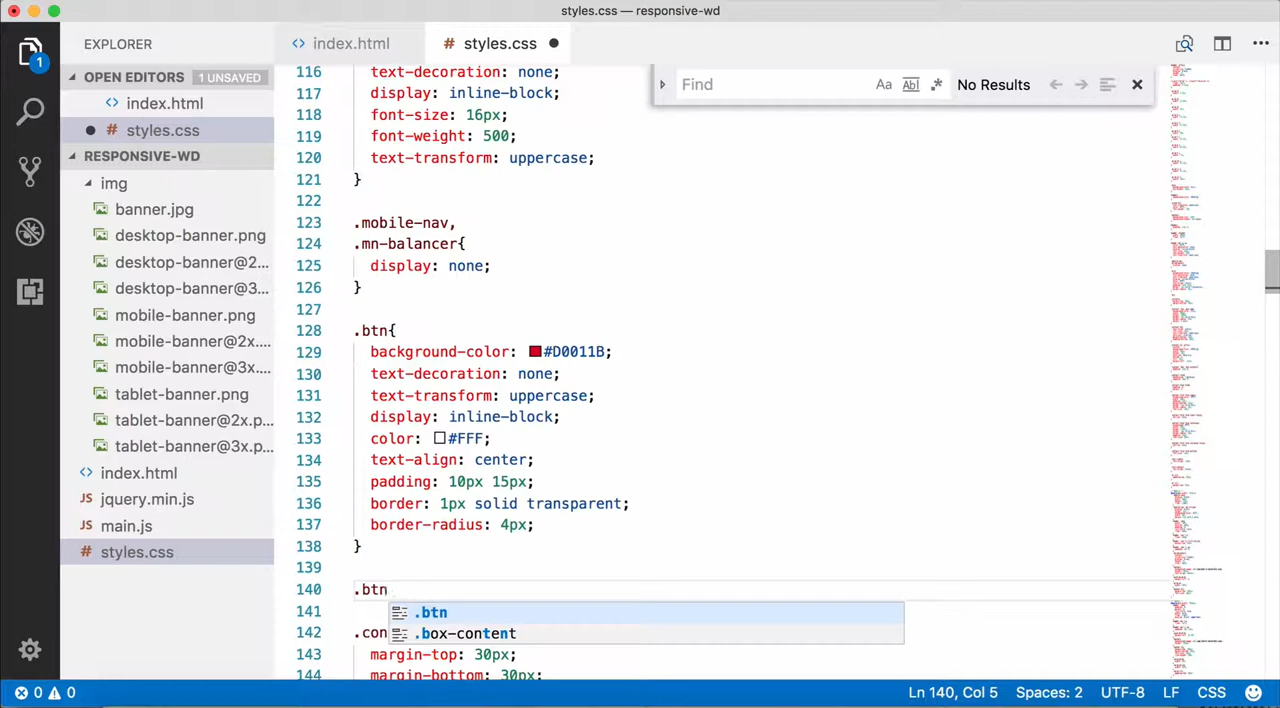 styles.css — responsive-wd
EXPLORER
OPEN EDITORS 1 UNSAVED
index.html
# styles.css
RESPONSIVE-WD
img
banner.jpg
desktop-banner.png
desktop-banner@2...
desktop-banner@3...
mobile-banner.png
mobile-banner@2x....
mobile-banner@3x....
tablet-banner.png
tablet-banner@2x.p...
tablet-banner@3x.p...
<> index.html
JS jquery.min.js
JS main.js
# styles.css
1
<> index.html
# styles.css
Find Aa Abl .* No Results
116 text-decoration: none;
117 display: inline-block;
118 font-size: 16px;
119 font-weight: 500;
120 text-transform: uppercase;
121 }
122
123 .mobile-nav,
124 .mn-balancer{
125 display: none;
126 }
127
128 .btn{
129 background-color: #D0011B;
130 text-decoration: none;
131 text-transform: uppercase;
132 display: inline-block;
133 color: #FFF;
134 text-align: center;
135 padding: 10px 15px;
136 border: 1px solid transparent;
137 border-radius: 4px;
138 }
139
140 .btn
141
142 .con
143 margin-top: 30px;
144 margin-bottom: 30px;
.btn
.box-content
0 0 Ln 140, Col 5 Spaces: 2 UTF-8 LF CSS